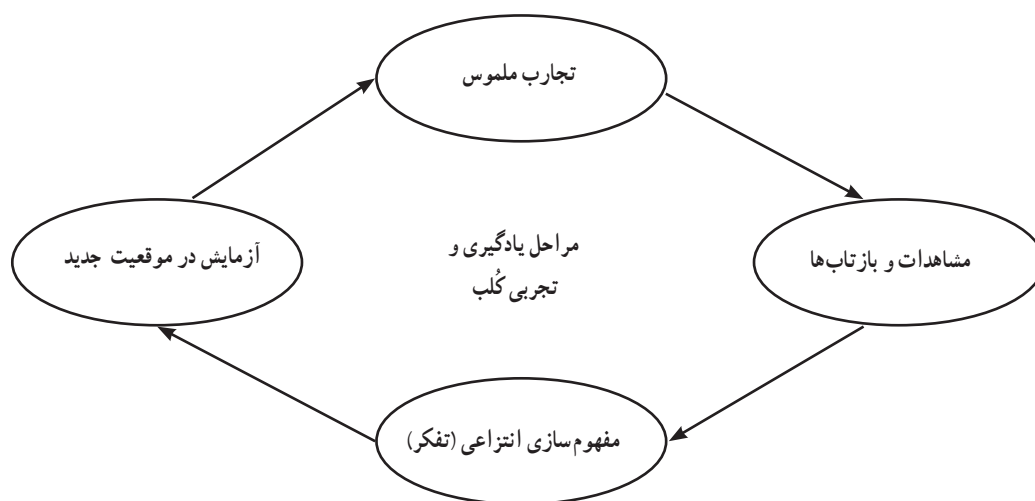 تجارب ملموس
آزمایش در موقعیت جدید
مراحل یادگیری و
تجربی کُلب
مشاهدات و بازتاب‌ها
مفهوم‌سازی انتزاعی (تفکر)